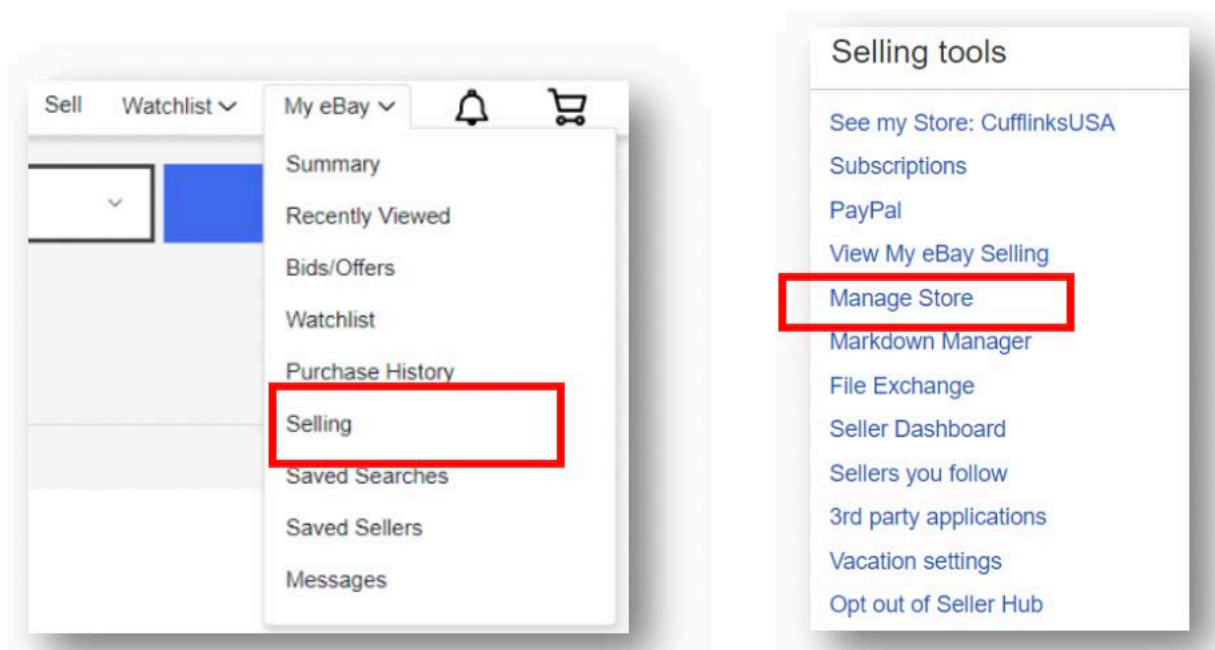 Sell Watchlist My eBay
Summary
Recently Viewed
Bids/Offers
Watchlist
Purchase History
Selling
Saved Searches
Saved Sellers
Messages
Selling tools
See my Store: CufflinksUSA
Subscriptions
PayPal
View My eBay Selling
Manage Store
Markdown Manager
File Exchange
Seller Dashboard
Sellers you follow
3rd party applications
Vacation settings
Opt out of Seller Hub